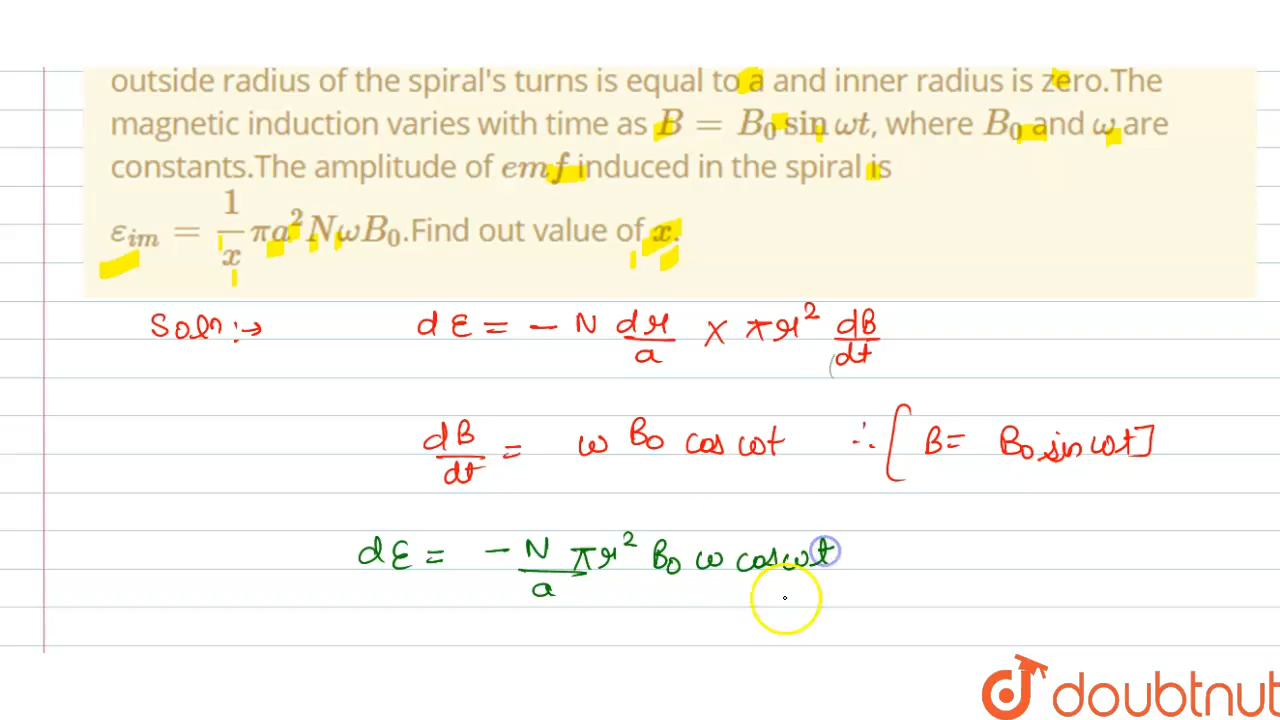 outside radius of the spiral's turns is equal to a and inner radius is zero.The
magnetic induction varies with time as B = B₀ sin ωt, where B₀ and ω are
constants.The amplitude of emf induced in the spiral is
ε_im = 1/x πa²NωB₀.Find out value of x.
Soln :→ dε = − N dr/a × πr² dB/dt
dB/dt = ω B₀ cos ωt ∴ [ B = B₀ sin ωt ]
dε = −N/a πr² B₀ ω cos ωt
doubtnut